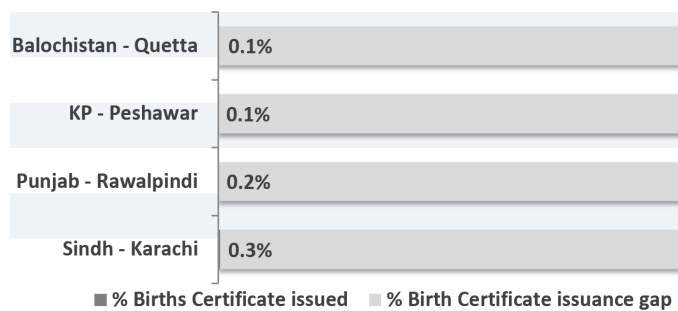 Balochistan - Quetta 0.1%
KP - Peshawar 0.1%
Punjab - Rawalpindi 0.2%
Sindh - Karachi 0.3%
% Births Certificate issued % Birth Certificate issuance gap